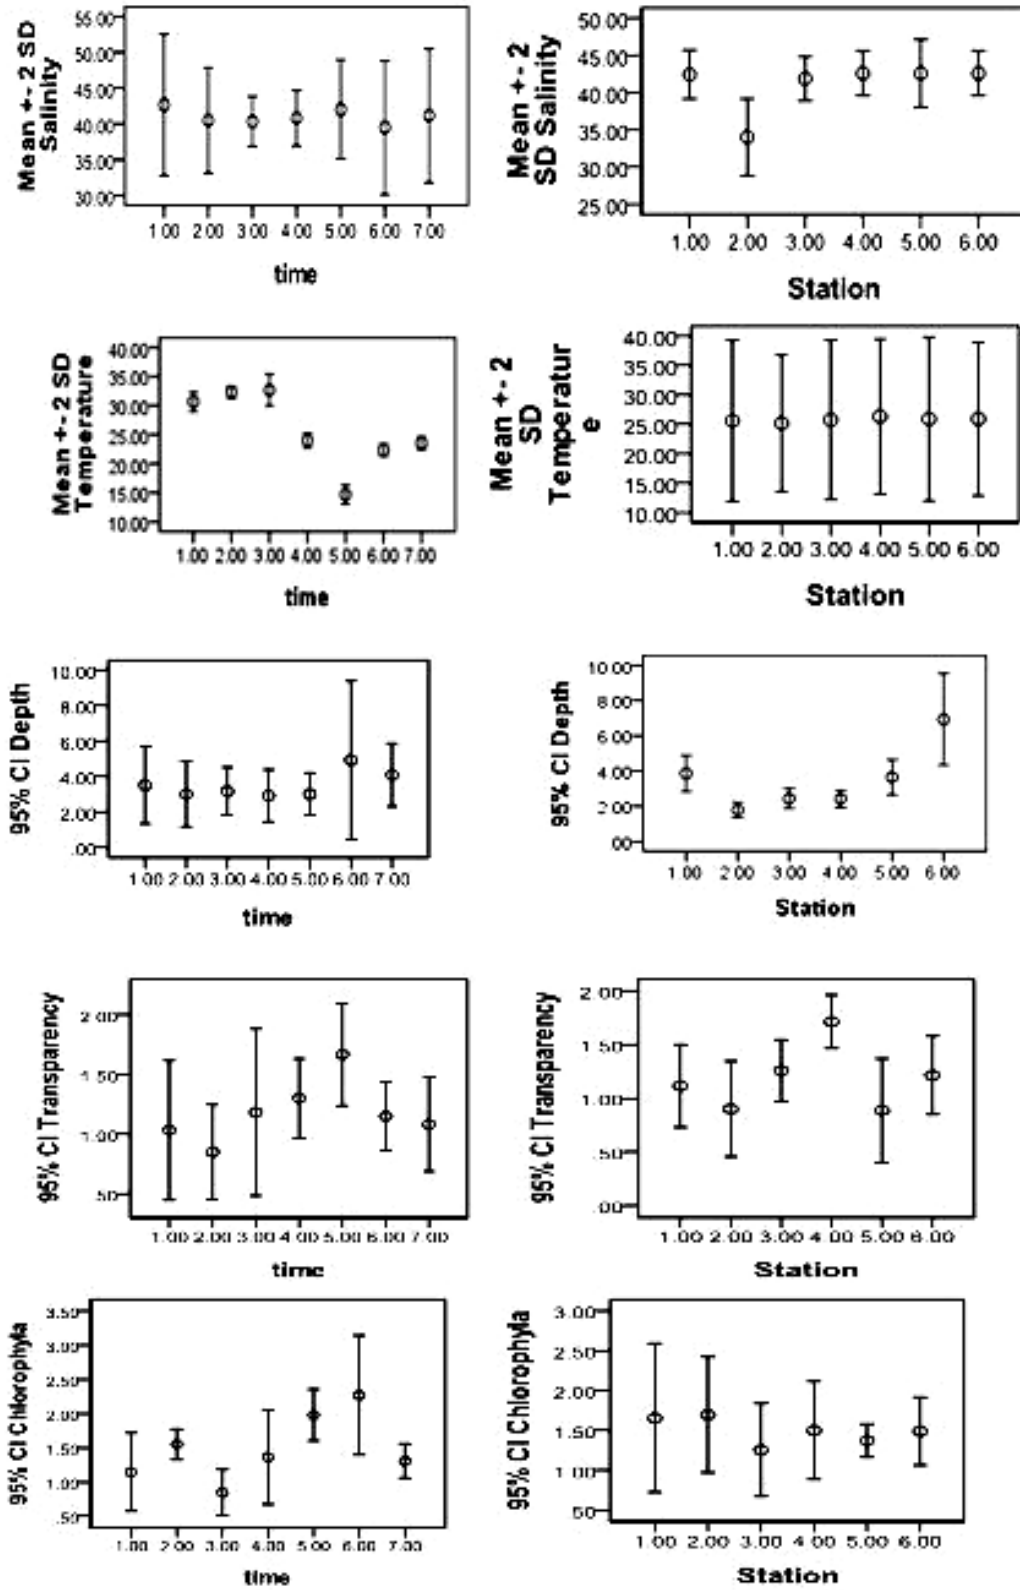 Mean +- 2 SD
Salinity
55.00
50.00
45.00
40.00
35.00
30.00
1.00 2.00 3.00 4.00 5.00 6.00 7.00
time
Mean +- 2
SD Salinity
50.00
45.00
40.00
35.00
30.00
25.00
1.00 2.00 3.00 4.00 5.00 6.00
Station
Mean +- 2 SD
Temperature
40.00
35.00
30.00
25.00
20.00
15.00
10.00
1.00 2.00 3.00 4.00 5.00 6.00 7.00
time
Mean +- 2
SD
Temperatur
e
40.00
35.00
30.00
25.00
20.00
15.00
10.00
1.00 2.00 3.00 4.00 5.00 6.00
Station
95% CI Depth
10.00
8.00
6.00
4.00
2.00
.00
1.00 2.00 3.00 4.00 5.00 6.00 7.00
time
95% CI Depth
10.00
8.00
6.00
4.00
2.00
.00
1.00 2.00 3.00 4.00 5.00 6.00
Station
95% CI Transparency
2.00
1.50
1.00
.50
1.00 2.00 3.00 4.00 5.00 6.00 7.00
time
95% CI Transparency
2.00
1.50
1.00
.50
.00
1.00 2.00 3.00 4.00 5.00 6.00
Station
95% CI Chlorophyla
3.50
3.00
2.50
2.00
1.50
1.00
.50
1.00 2.00 3.00 4.00 5.00 6.00 7.00
time
95% CI Chlorophyla
3.00
2.50
2.00
1.50
1.00
.50
1.00 2.00 3.00 4.00 5.00 6.00
Station